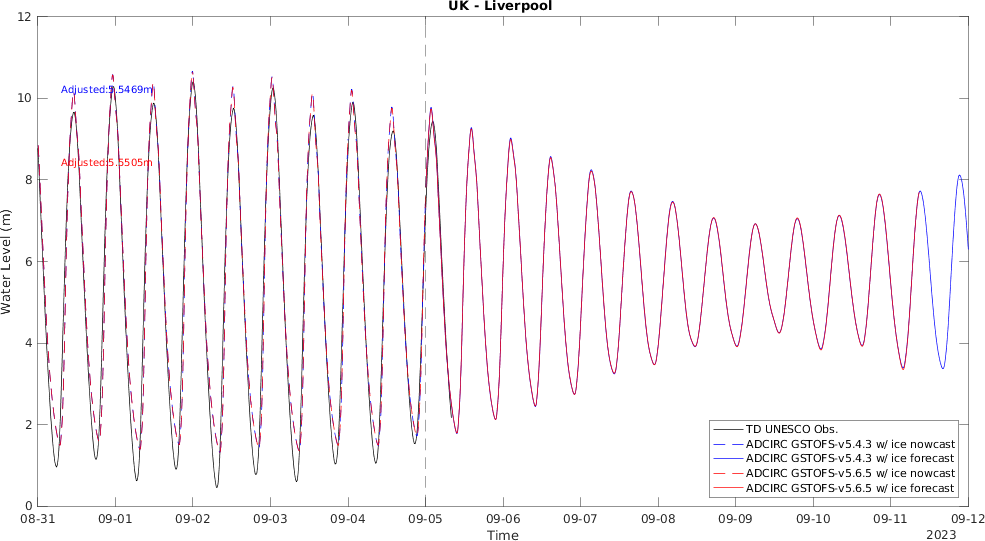 UK - Liverpool
12
10
8
6
4
2
0
Water Level (m)
Adjusted:5.5469m
Adjusted:5.5505m
TD UNESCO Obs.
ADCIRC GSTOFS-v5.4.3 w/ ice nowcast
ADCIRC GSTOFS-v5.4.3 w/ ice forecast
ADCIRC GSTOFS-v5.6.5 w/ ice nowcast
ADCIRC GSTOFS-v5.6.5 w/ ice forecast
08-31 09-01 09-02 09-03 09-04 09-05 09-06 09-07 09-08 09-09 09-10 09-11 09-12
Time
2023